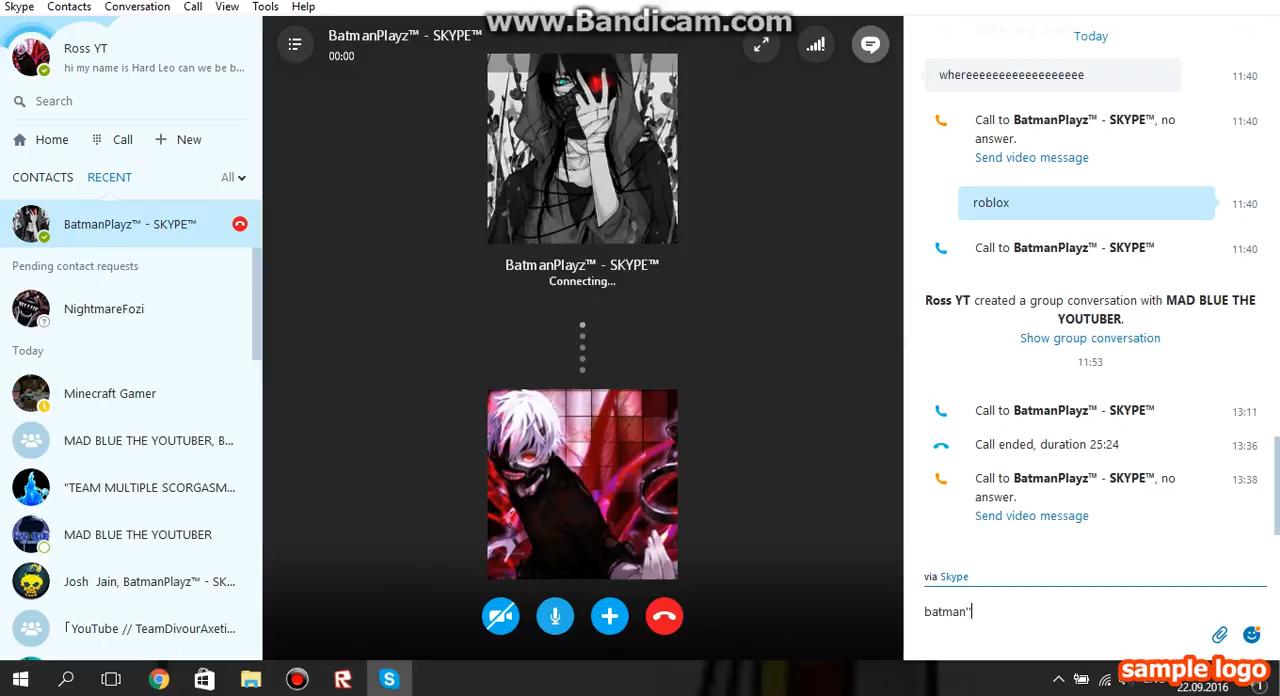 Skype Contacts Conversation Call View Tools Help
www.Bandicam.com
Ross YT
hi my name is Hard Leo can we be b...
Search
Home Call New
CONTACTS RECENT All
BatmanPlayz™ - SKYPE™
Pending contact requests
NightmareFozi
Today
Minecraft Gamer
MAD BLUE THE YOUTUBER, B...
"TEAM MULTIPLE SCORGASM...
MAD BLUE THE YOUTUBER
Josh Jain, BatmanPlayz™ - SK...
「YouTube // TeamDivourAxeti...
BatmanPlayz™ - SKYPE™
00:00
BatmanPlayz™ - SKYPE™
Connecting...
Today
whereeeeeeeeeeeeeeeeee 11:40
Call to BatmanPlayz™ - SKYPE™, no 11:40
answer.
Send video message
roblox 11:40
Call to BatmanPlayz™ - SKYPE™ 11:40
Ross YT created a group conversation with MAD BLUE THE
YOUTUBER.
Show group conversation
11:53
Call to BatmanPlayz™ - SKYPE™ 13:11
Call ended, duration 25:24 13:36
Call to BatmanPlayz™ - SKYPE™, no 13:38
answer.
Send video message
via Skype
batman"
sample logo
22.09.2016